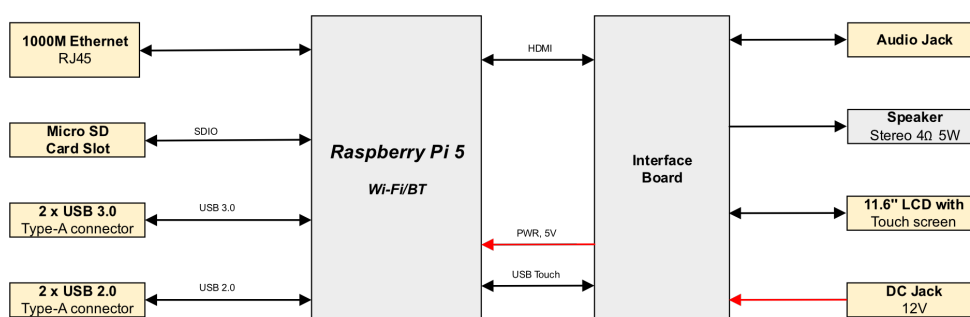 1000M Ethernet
RJ45
Micro SD
Card Slot
SDIO
2 x USB 3.0
Type-A connector
USB 3.0
2 x USB 2.0
Type-A connector
USB 2.0
Raspberry Pi 5
Wi-Fi/BT
HDMI
PWR, 5V
USB Touch
Interface
Board
Audio Jack
Speaker
Stereo 4Ω 5W
11.6" LCD with
Touch screen
DC Jack
12V